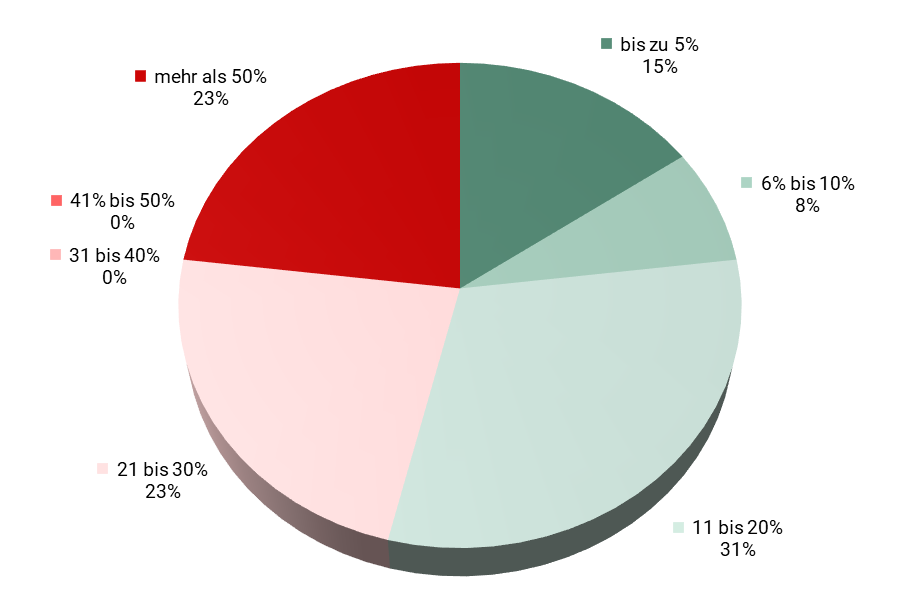 bis zu 5%
15%
mehr als 50%
23%
6% bis 10%
8%
41% bis 50%
0%
31 bis 40%
0%
21 bis 30%
23%
11 bis 20%
31%